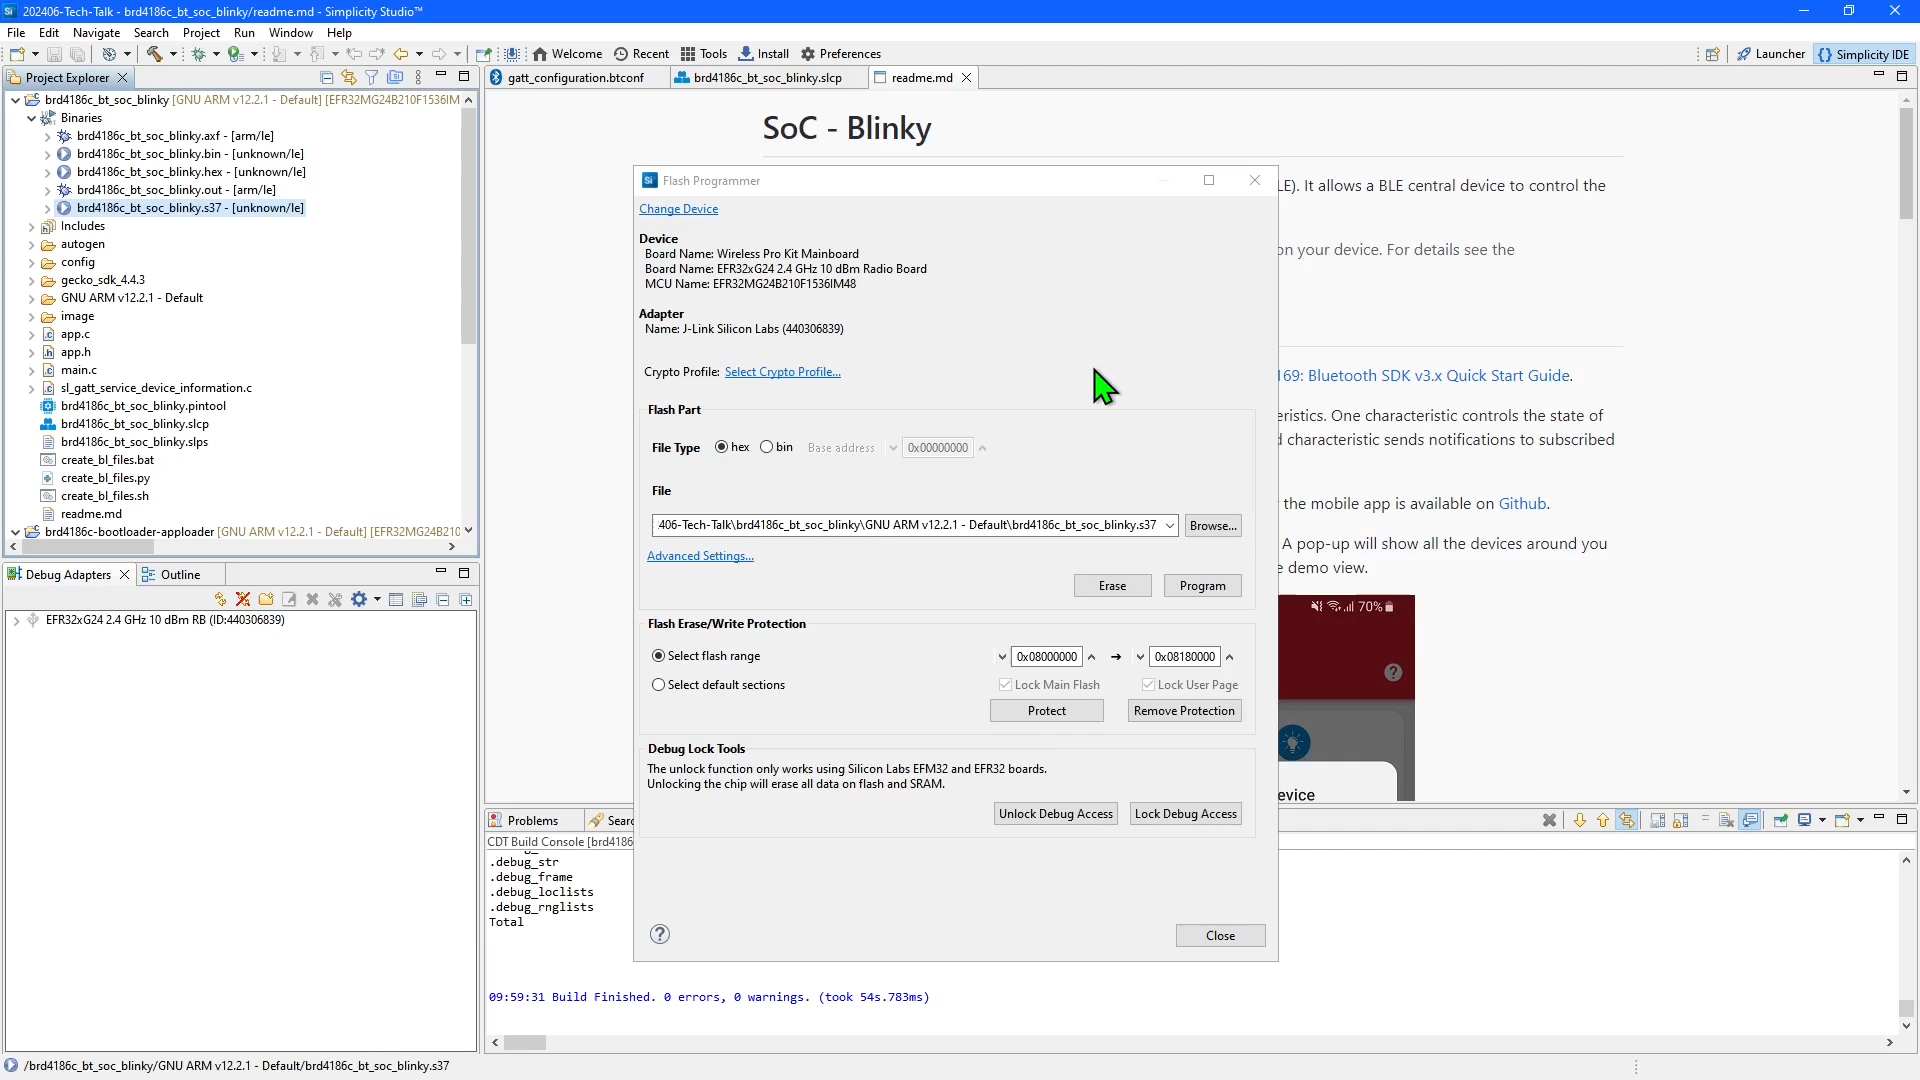 202406-Tech-Talk - brd4186c_bt_soc_blinky/readme.md - Simplicity Studio™
File Edit Navigate Search Project Run Window Help
Welcome Recent Tools Install Preferences Launcher Simplicity IDE
Project Explorer
gatt_configuration.btconf brd4186c_bt_soc_blinky.slcp readme.md
brd4186c_bt_soc_blinky [GNU ARM v12.2.1 - Default] [EFR32MG24B210F1536IM
Binaries
brd4186c_bt_soc_blinky.axf - [arm/le]
brd4186c_bt_soc_blinky.bin - [unknown/le]
brd4186c_bt_soc_blinky.hex - [unknown/le]
brd4186c_bt_soc_blinky.out - [arm/le]
brd4186c_bt_soc_blinky.s37 - [unknown/le]
Includes
autogen
config
gecko_sdk_4.4.3
GNU ARM v12.2.1 - Default
image
app.c
app.h
main.c
sl_gatt_service_device_information.c
brd4186c_bt_soc_blinky.pintool
brd4186c_bt_soc_blinky.slcp
brd4186c_bt_soc_blinky.slps
create_bl_files.bat
create_bl_files.py
create_bl_files.sh
readme.md
brd4186c-bootloader-apploader [GNU ARM v12.2.1 - Default] [EFR32MG24B210
Debug Adapters Outline
EFR32xG24 2.4 GHz 10 dBm RB (ID:440306839)
SoC - Blinky
LE). It allows a BLE central device to control the
on your device. For details see the
169: Bluetooth SDK v3.x Quick Start Guide.
eristics. One characteristic controls the state of
d characteristic sends notifications to subscribed
the mobile app is available on Github.
A pop-up will show all the devices around you
e demo view.
70%
evice
Flash Programmer
Change Device
Device
Board Name: Wireless Pro Kit Mainboard
Board Name: EFR32xG24 2.4 GHz 10 dBm Radio Board
MCU Name: EFR32MG24B210F1536IM48
Adapter
Name: J-Link Silicon Labs (440306839)
Crypto Profile: Select Crypto Profile...
Flash Part
File Type hex bin Base address 0x00000000
File
406-Tech-Talk\brd4186c_bt_soc_blinky\GNU ARM v12.2.1 - Default\brd4186c_bt_soc_blinky.s37 Browse...
Advanced Settings...
Erase Program
Flash Erase/Write Protection
Select flash range 0x08000000 → 0x08180000
Select default sections Lock Main Flash Lock User Page
Protect Remove Protection
Debug Lock Tools
The unlock function only works using Silicon Labs EFM32 and EFR32 boards.
Unlocking the chip will erase all data on flash and SRAM.
Unlock Debug Access Lock Debug Access
? Close
Problems Searc
CDT Build Console [brd4186
.debug_str
.debug_frame
.debug_loclists
.debug_rnglists
Total
09:59:31 Build Finished. 0 errors, 0 warnings. (took 54s.783ms)
/brd4186c_bt_soc_blinky/GNU ARM v12.2.1 - Default/brd4186c_bt_soc_blinky.s37